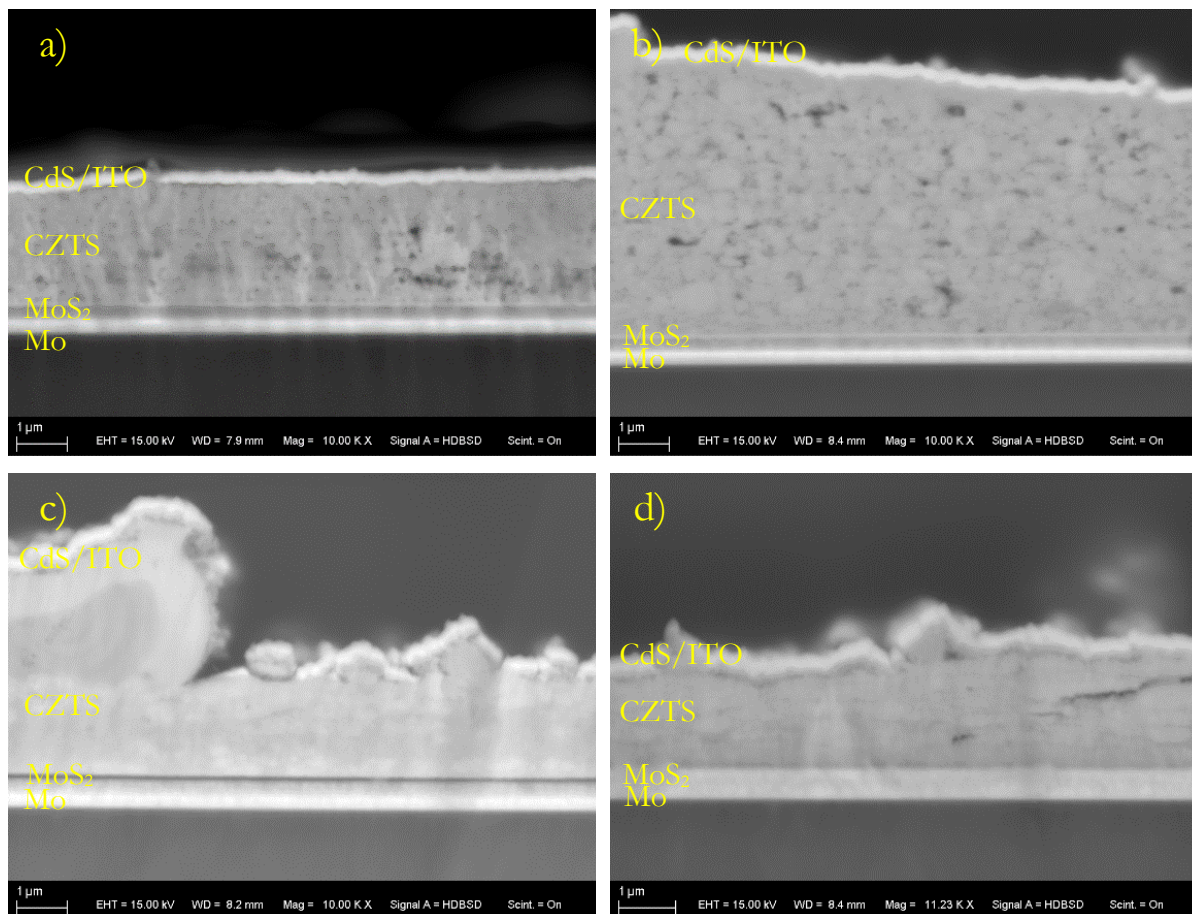 a)
CdS/ITO
CZTS
MoS₂
Mo
1 µm
EHT = 15.00 kV WD = 7.9 mm Mag = 10.00 K X Signal A = HDBSD Scint. = On
b)
CdS/ITO
CZTS
MoS₂
Mo
1 µm
EHT = 15.00 kV WD = 8.4 mm Mag = 10.00 K X Signal A = HDBSD Scint. = On
c)
CdS/ITO
CZTS
MoS₂
Mo
1 µm
EHT = 15.00 kV WD = 8.2 mm Mag = 10.00 K X Signal A = HDBSD Scint. = On
d)
CdS/ITO
CZTS
MoS₂
Mo
1 µm
EHT = 15.00 kV WD = 8.4 mm Mag = 11.23 K X Signal A = HDBSD Scint. = On